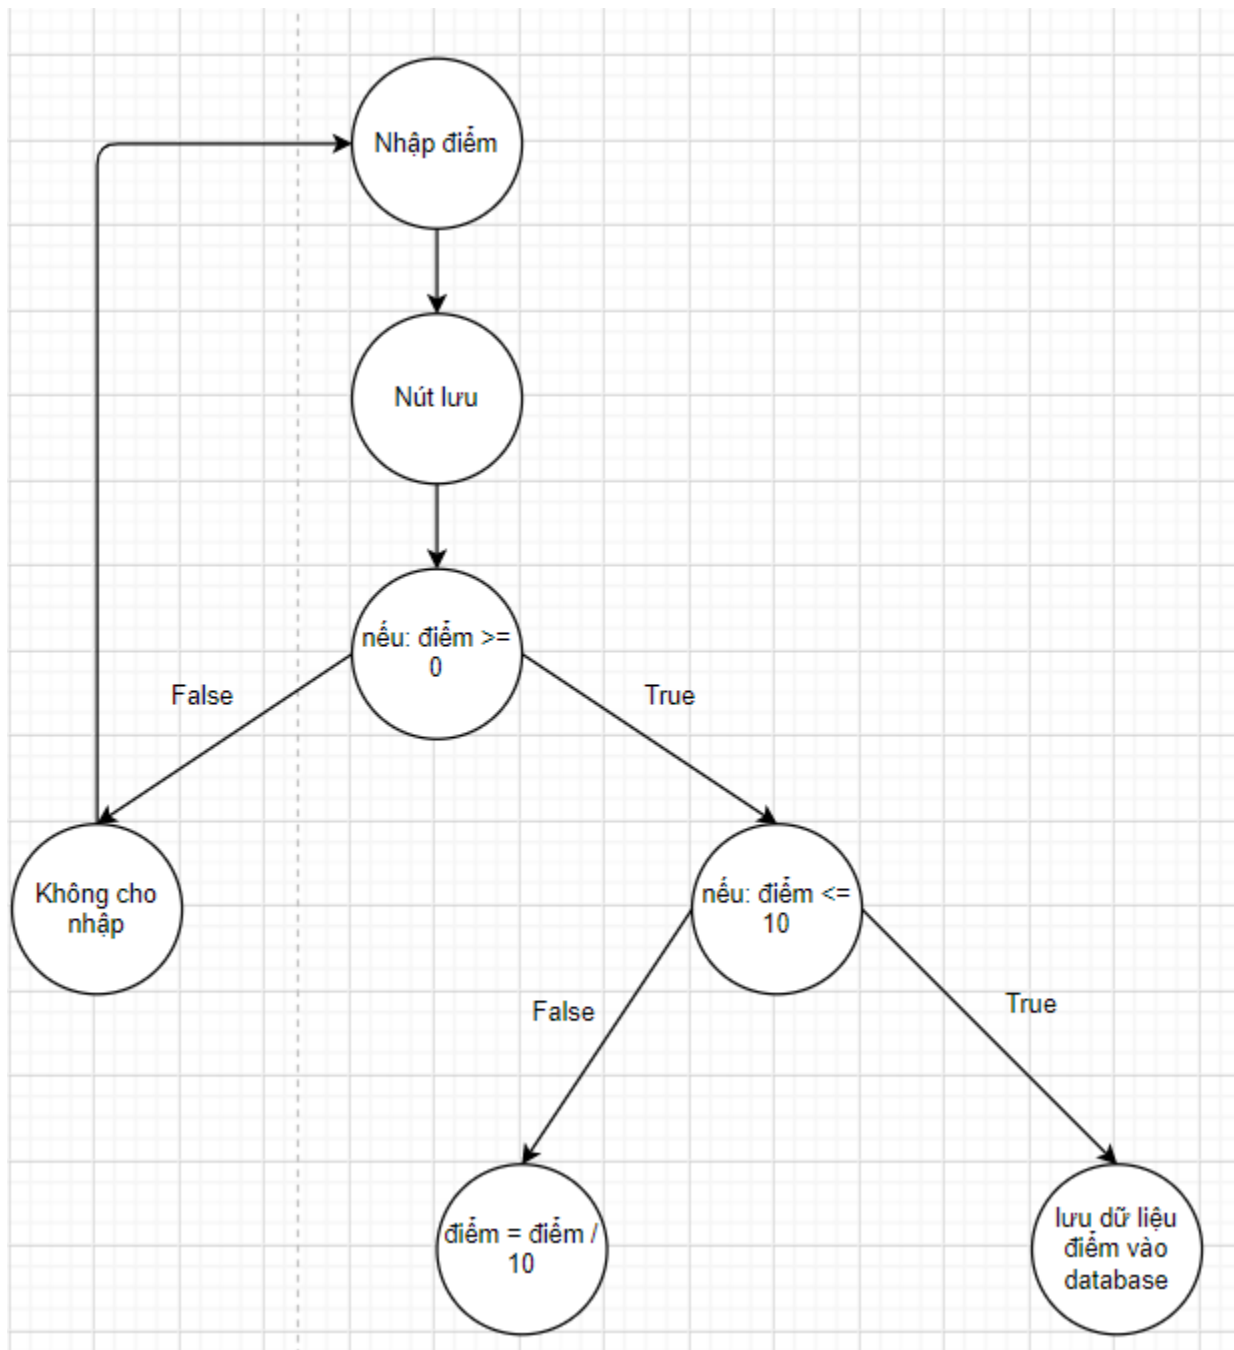 Nhập điểm
Nút lưu
nếu: điểm >=
0
False
True
Không cho
nhập
nếu: điểm <=
10
False
True
điểm = điểm /
10
lưu dữ liệu
điểm vào
database